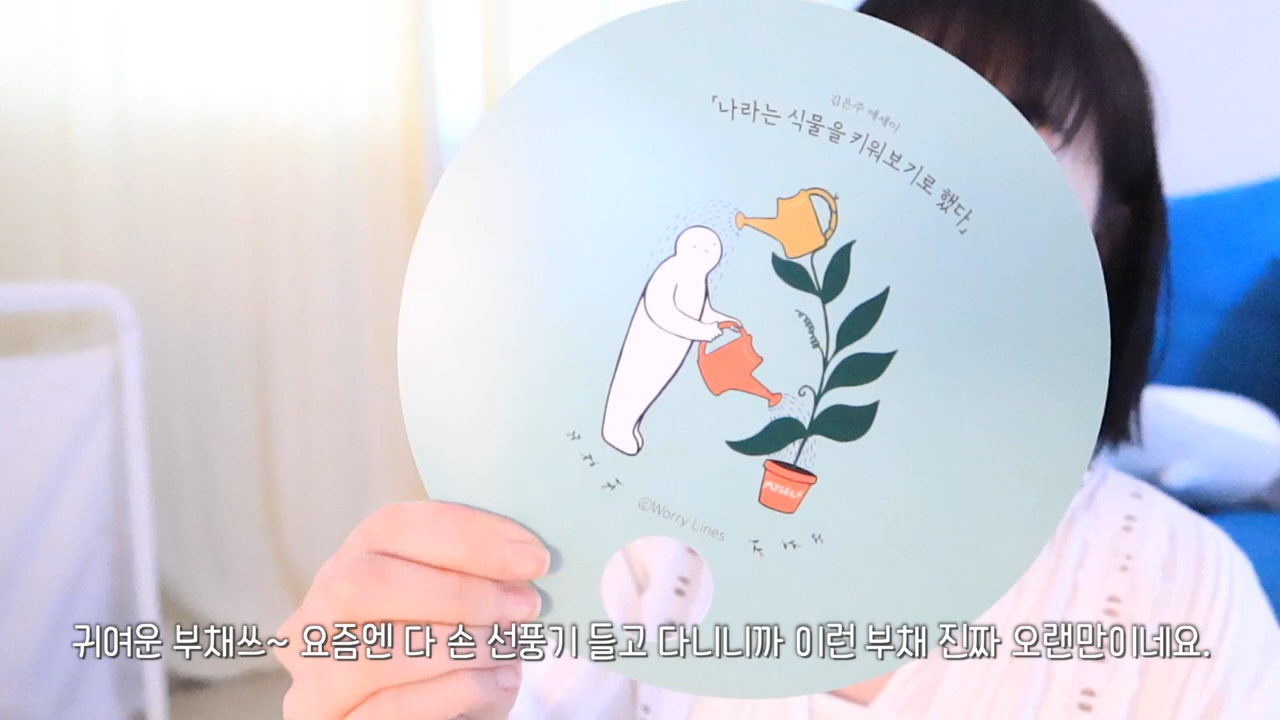 김은주 에세이
「나라는 식물을 키워보기로 했다」
MYSELF
©Worry Lines
귀여운 부채쓰~ 요즘엔 다 손 선풍기 들고 다니니까 이런 부채 진짜 오랜만이네요.